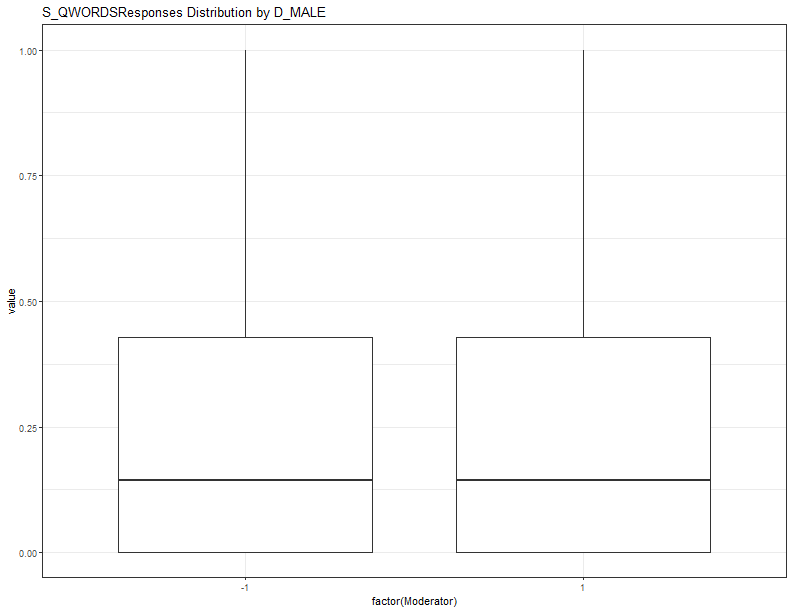 S_QWORDSResponses Distribution by D_MALE
1.00
0.75
0.50
0.25
0.00
value
-1
1
factor(Moderator)